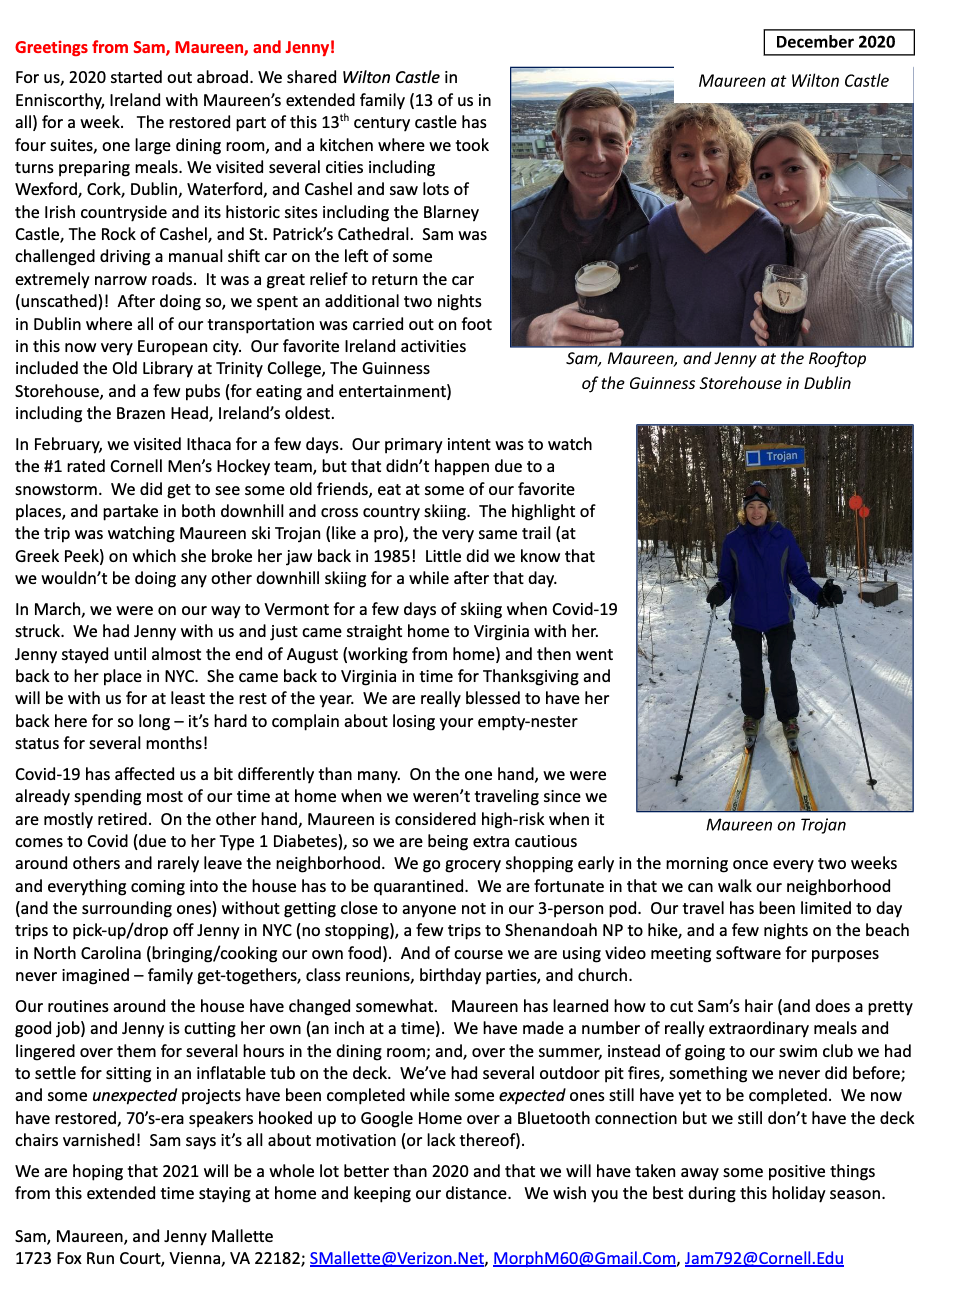 Greetings from Sam, Maureen, and Jenny!
December 2020
For us, 2020 started out abroad. We shared Wilton Castle in
Enniscorthy, Ireland with Maureen’s extended family (13 of us in
all) for a week.   The restored part of this 13th century castle has
four suites, one large dining room, and a kitchen where we took
turns preparing meals. We visited several cities including
Wexford, Cork, Dublin, Waterford, and Cashel and saw lots of
the Irish countryside and its historic sites including the Blarney
Castle, The Rock of Cashel, and St. Patrick’s Cathedral.  Sam was
challenged driving a manual shift car on the left of some
extremely narrow roads.  It was a great relief to return the car
(unscathed)!  After doing so, we spent an additional two nights
in Dublin where all of our transportation was carried out on foot
in this now very European city.  Our favorite Ireland activities
included the Old Library at Trinity College, The Guinness
Storehouse, and a few pubs (for eating and entertainment)
including the Brazen Head, Ireland’s oldest.
Maureen at Wilton Castle
Sam, Maureen, and Jenny at the Rooftop
of the Guinness Storehouse in Dublin
In February, we visited Ithaca for a few days.  Our primary intent was to watch
the #1 rated Cornell Men’s Hockey team, but that didn’t happen due to a
snowstorm.  We did get to see some old friends, eat at some of our favorite
places, and partake in both downhill and cross country skiing.  The highlight of
the trip was watching Maureen ski Trojan (like a pro), the very same trail (at
Greek Peek) on which she broke her jaw back in 1985!  Little did we know that
we wouldn’t be doing any other downhill skiing for a while after that day.
Trojan
In March, we were on our way to Vermont for a few days of skiing when Covid-19
struck.  We had Jenny with us and just came straight home to Virginia with her.
Jenny stayed until almost the end of August (working from home) and then went
back to her place in NYC.  She came back to Virginia in time for Thanksgiving and
will be with us for at least the rest of the year.  We are really blessed to have her
back here for so long – it’s hard to complain about losing your empty-nester
status for several months!
Maureen on Trojan
Covid-19 has affected us a bit differently than many.  On the one hand, we were
already spending most of our time at home when we weren’t traveling since we
are mostly retired.  On the other hand, Maureen is considered high-risk when it
comes to Covid (due to her Type 1 Diabetes), so we are being extra cautious
around others and rarely leave the neighborhood.  We go grocery shopping early in the morning once every two weeks
and everything coming into the house has to be quarantined.  We are fortunate in that we can walk our neighborhood
(and the surrounding ones) without getting close to anyone not in our 3-person pod.  Our travel has been limited to day
trips to pick-up/drop off Jenny in NYC (no stopping), a few trips to Shenandoah NP to hike, and a few nights on the beach
in North Carolina (bringing/cooking our own food).  And of course we are using video meeting software for purposes
never imagined – family get-togethers, class reunions, birthday parties, and church.
Our routines around the house have changed somewhat.   Maureen has learned how to cut Sam’s hair (and does a pretty
good job) and Jenny is cutting her own (an inch at a time).  We have made a number of really extraordinary meals and
lingered over them for several hours in the dining room; and, over the summer, instead of going to our swim club we had
to settle for sitting in an inflatable tub on the deck.  We’ve had several outdoor pit fires, something we never did before;
and some unexpected projects have been completed while some expected ones still have yet to be completed.  We now
have restored, 70’s-era speakers hooked up to Google Home over a Bluetooth connection but we still don’t have the deck
chairs varnished!  Sam says it’s all about motivation (or lack thereof).
We are hoping that 2021 will be a whole lot better than 2020 and that we will have taken away some positive things
from this extended time staying at home and keeping our distance.   We wish you the best during this holiday season.
Sam, Maureen, and Jenny Mallette
1723 Fox Run Court, Vienna, VA 22182; SMallette@Verizon.Net, MorphM60@Gmail.Com, Jam792@Cornell.Edu